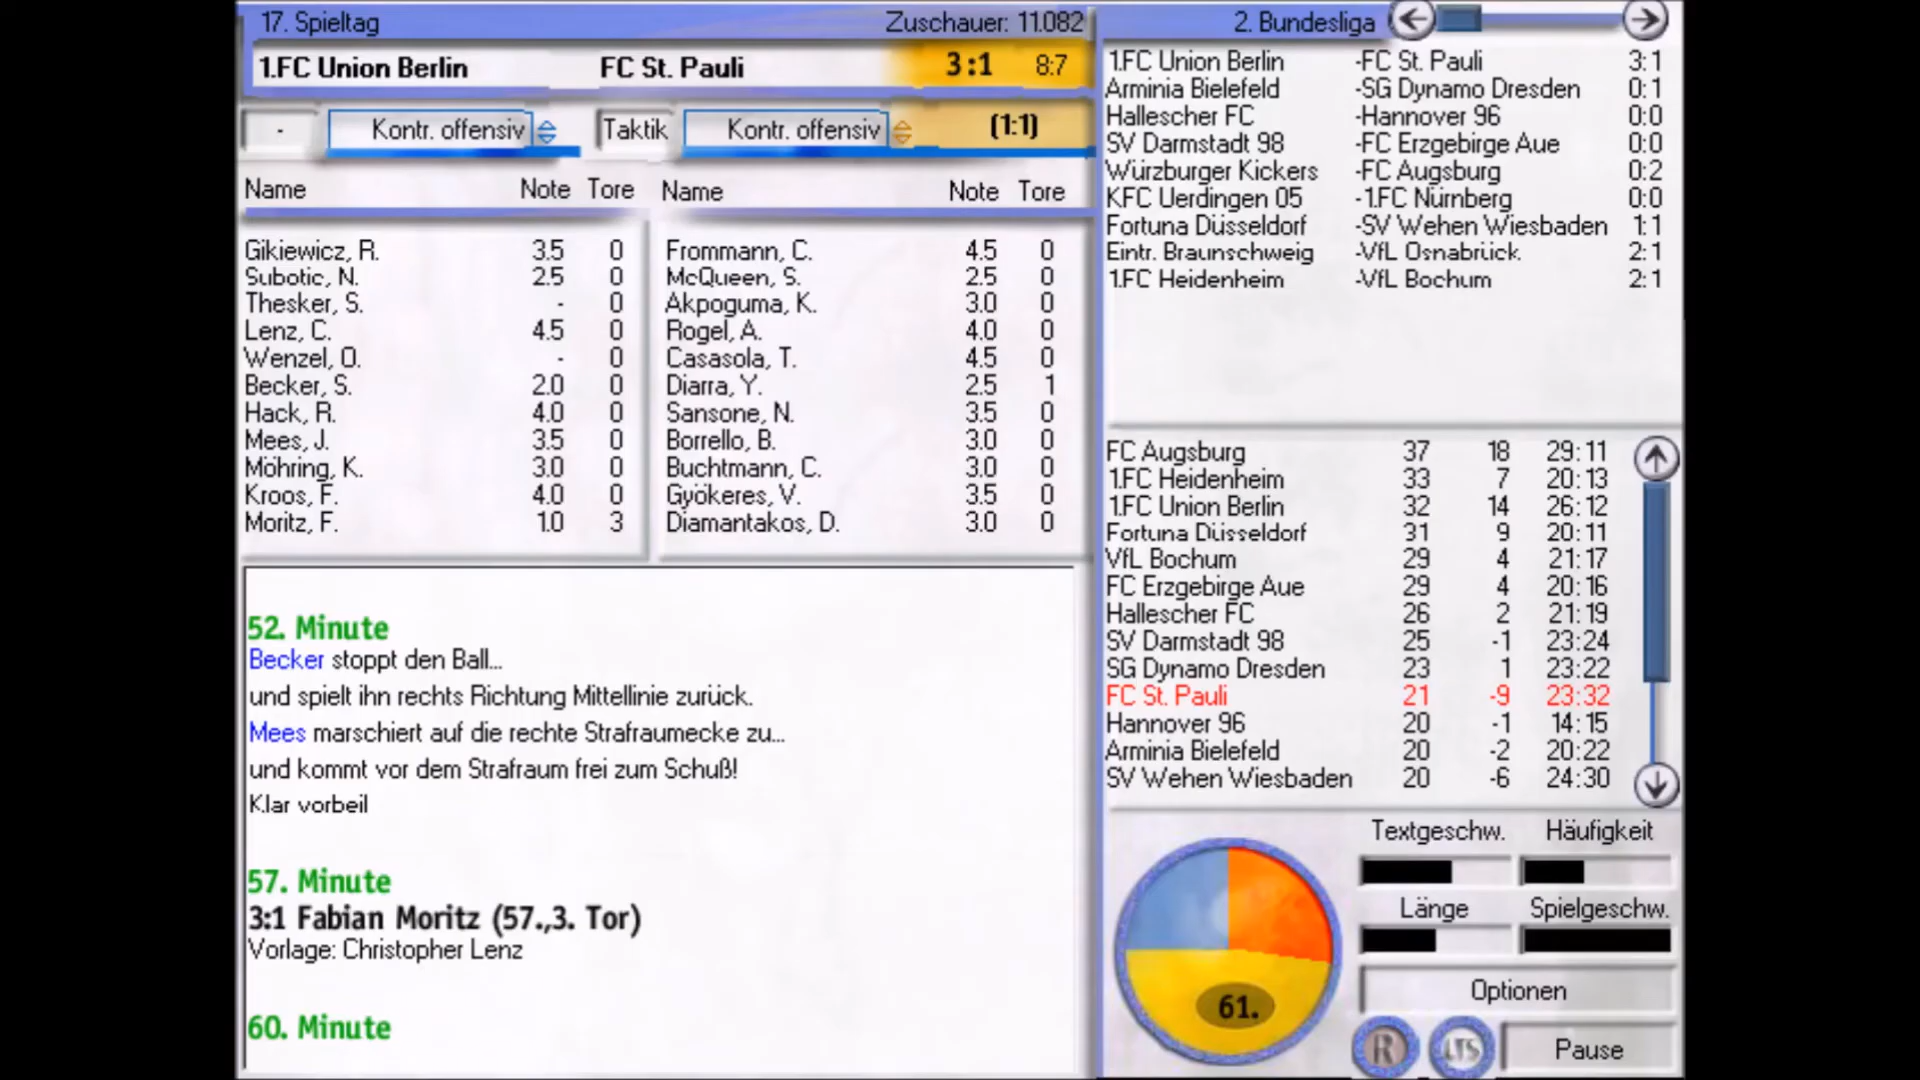 17. Spieltag Zuschauer: 11.082
1.FC Union Berlin FC St. Pauli 3:1 8:7
- Kontr. offensiv Taktik Kontr. offensiv (1:1)
Name Note Tore Name Note Tore
Gikiewicz, R. 3.5 0 Frommann, C. 4.5 0
Subotic, N. 2.5 0 McQueen, S. 2.5 0
Thesker, S. - 0 Akpoguma, K. 3.0 0
Lenz, C. 4.5 0 Rogel, A. 4.0 0
Wenzel, O. - 0 Casasola, T. 4.5 0
Becker, S. 2.0 0 Diarra, Y. 2.5 1
Hack, R. 4.0 0 Sansone, N. 3.5 0
Mees, J. 3.5 0 Borrello, B. 3.0 0
Möhring, K. 3.0 0 Buchtmann, C. 3.0 0
Kroos, F. 4.0 0 Gyökeres, V. 3.5 0
Moritz, F. 1.0 3 Diamantakos, D. 3.0 0
52. Minute
Becker stoppt den Ball...
und spielt ihn rechts Richtung Mittellinie zurück.
Mees marschiert auf die rechte Strafraumecke zu...
und kommt vor dem Strafraum frei zum Schuß!
Klar vorbei!
57. Minute
3:1 Fabian Moritz (57.,3. Tor)
Vorlage: Christopher Lenz
60. Minute
2. Bundesliga
1.FC Union Berlin -FC St. Pauli 3:1
Arminia Bielefeld -SG Dynamo Dresden 0:1
Hallescher FC -Hannover 96 0:0
SV Darmstadt 98 -FC Erzgebirge Aue 0:0
Würzburger Kickers -FC Augsburg 0:2
KFC Uerdingen 05 -1.FC Nürnberg 0:0
Fortuna Düsseldorf -SV Wehen Wiesbaden 1:1
Eintr. Braunschweig -VfL Osnabrück 2:1
1.FC Heidenheim -VfL Bochum 2:1
FC Augsburg 37 18 29:11
1.FC Heidenheim 33 7 20:13
1.FC Union Berlin 32 14 26:12
Fortuna Düsseldorf 31 9 20:11
VfL Bochum 29 4 21:17
FC Erzgebirge Aue 29 4 20:16
Hallescher FC 26 2 21:19
SV Darmstadt 98 25 -1 23:24
SG Dynamo Dresden 23 1 23:22
FC St. Pauli 21 -9 23:32
Hannover 96 20 -1 14:15
Arminia Bielefeld 20 -2 20:22
SV Wehen Wiesbaden 20 -6 24:30
Textgeschw. Häufigkeit
Länge Spielgeschw.
61.
Optionen
R LTS Pause